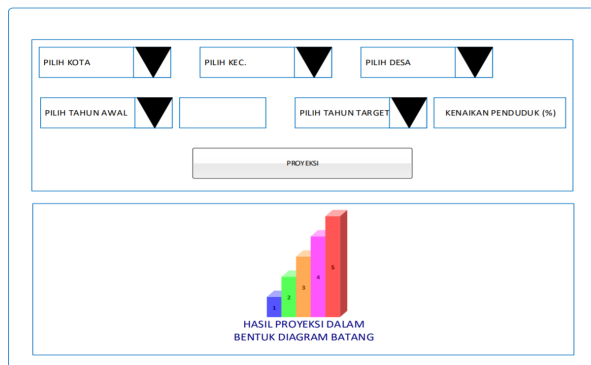 PILIH KOTA
PILIH KEC.
PILIH DESA
PILIH TAHUN AWAL
PILIH TAHUN TARGET
KENAIKAN PENDUDUK (%)
PROYEKSI
1
2
3
4
5
HASIL PROYEKSI DALAM
BENTUK DIAGRAM BATANG